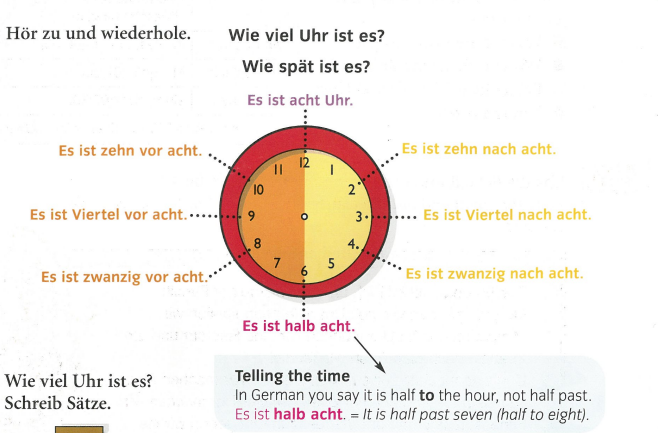 Hör zu und wiederhole.
Wie viel Uhr ist es?
Wie spät ist es?
Es ist acht Uhr.
Es ist zehn vor acht.
Es ist zehn nach acht.
Es ist Viertel vor acht.
Es ist Viertel nach acht.
Es ist zwanzig vor acht.
Es ist zwanzig nach acht.
12
1
2
3
4
5
6
7
8
9
10
11
Es ist halb acht.
Wie viel Uhr ist es?
Schreib Sätze.
Telling the time
In German you say it is half to the hour, not half past.
Es ist halb acht. = It is half past seven (half to eight).